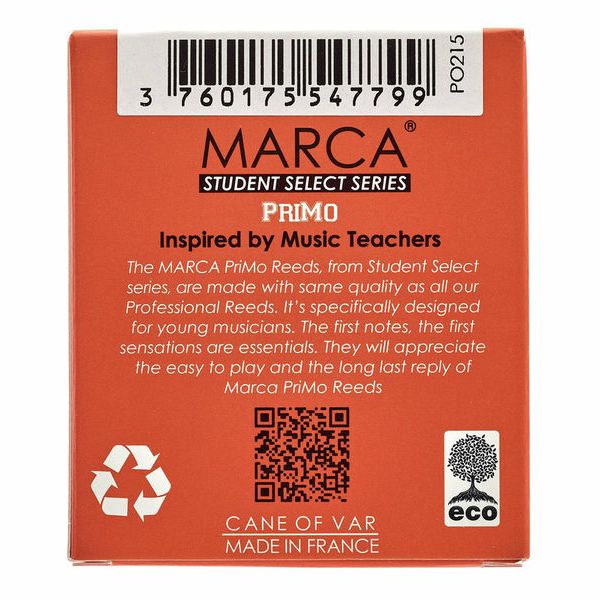 3 760175 547799
PO215
MARCA®
STUDENT SELECT SERIES
PRIMO
Inspired by Music Teachers
The MARCA PriMo Reeds, from Student Select
series, are made with same quality as all our
Professional Reeds. It's specifically designed
for young musicians. The first notes, the first
sensations are essentials. They will appreciate
the easy to play and the long last reply of
Marca PriMo Reeds
eco
CANE OF VAR
MADE IN FRANCE